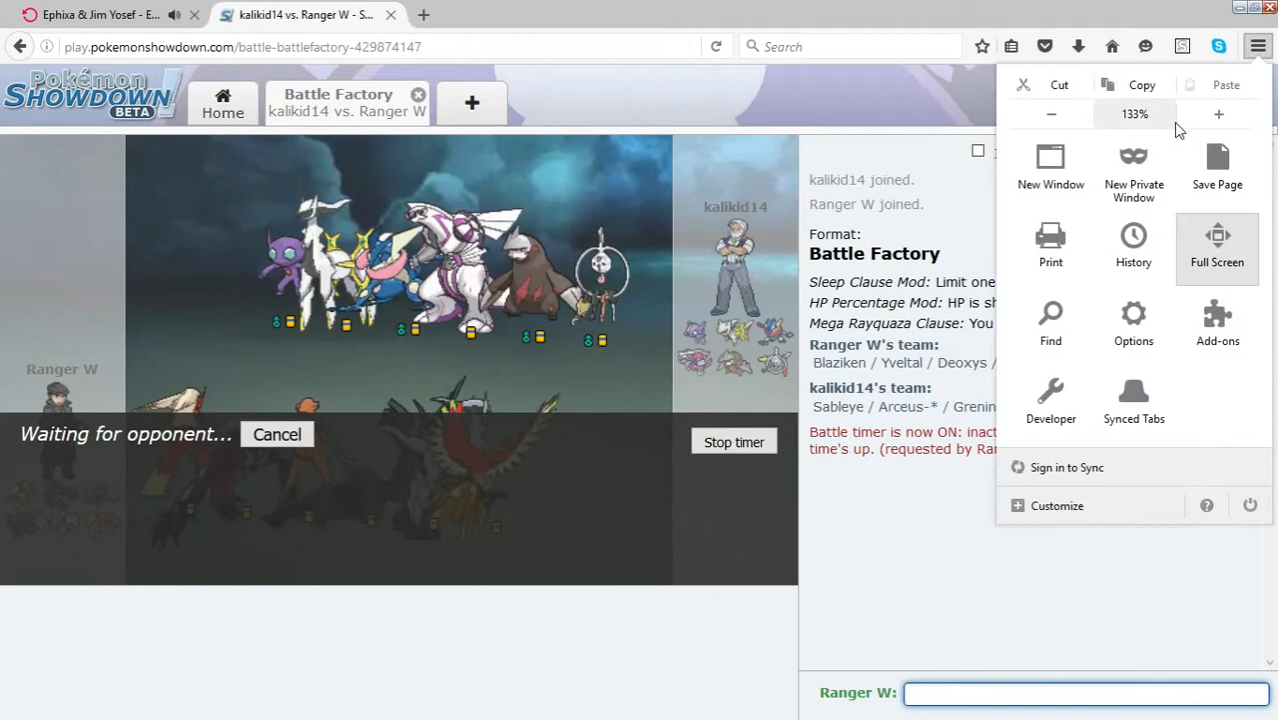 Ephixa & Jim Yosef - E...
kalikid14 vs. Ranger W - S...
play.pokemonshowdown.com/battle-battlefactory-429874147
Search
Pokémon
Showdown!
BETA
Home
Battle Factory
kalikid14 vs. Ranger W
Cut
Copy
Paste
133%
New Window
New Private
Window
Save Page
Print
History
Full Screen
Find
Options
Add-ons
Developer
Synced Tabs
Sign in to Sync
Customize
kalikid14
Ranger W
Waiting for opponent...
Cancel
Stop timer
kalikid14 joined.
Ranger W joined.
Format:
Battle Factory
Sleep Clause Mod: Limit one
HP Percentage Mod: HP is sh
Mega Rayquaza Clause: You
Ranger W's team:
Blaziken / Yveltal / Deoxys /
kalikid14's team:
Sableye / Arceus-* / Grenin
Battle timer is now ON: inac
time's up. (requested by Ran
Ranger W: